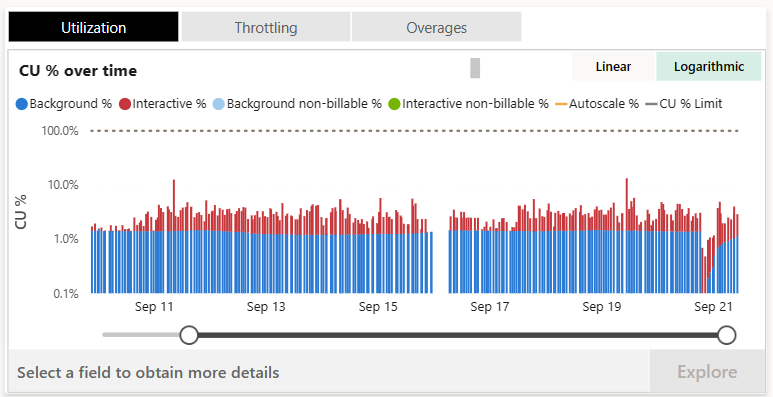 Utilization Throttling Overages
CU % over time
Linear Logarithmic
Background % Interactive % Background non-billable % Interactive non-billable % Autoscale % CU % Limit
100.0%
10.0%
1.0%
0.1%
CU %
Sep 11 Sep 13 Sep 15 Sep 17 Sep 19 Sep 21
Select a field to obtain more details
Explore